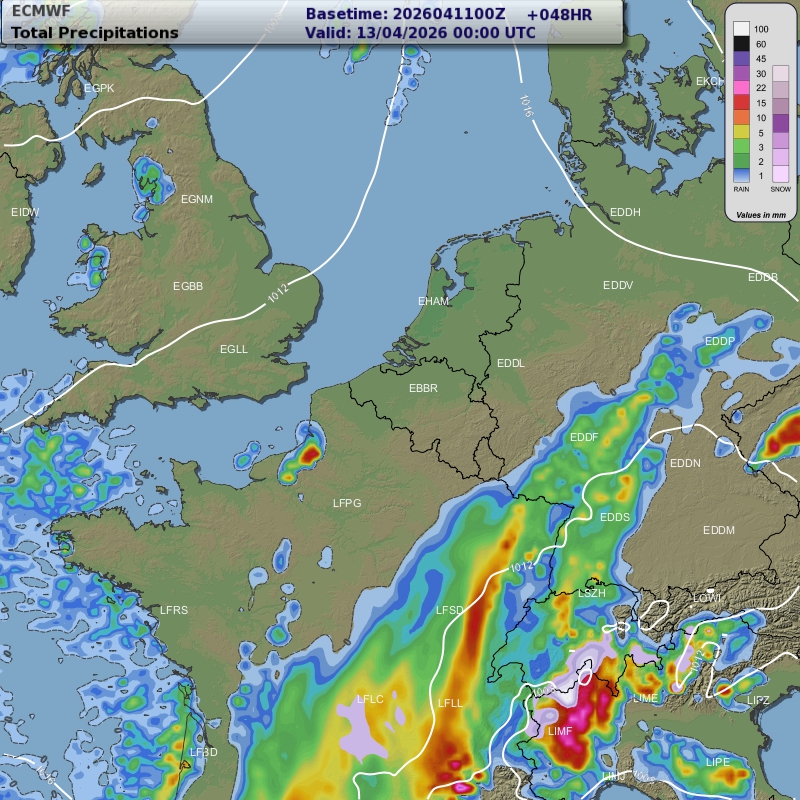 ECMWF
Total Precipitations
Basetime: 2026041100Z +048HR
Valid: 13/04/2026 00:00 UTC
100
60
45
30
22
15
10
5
3
2
1
RAIN
SNOW
Values in mm
EGPK
EKCH
1016
EIDW
EGNM
EDDH
EDDB
EGBB
EDDV
1012
EHAM
EGLL
EDDP
EDDL
EBBR
EDDF
EDDN
LFPG
EDDS
EDDM
1012
LSZH
LOWI
LFRS
LFSD
1012
LFLC
LFLL
1008
LIME
LIPZ
LIMF
LFBD
LIPE
1008